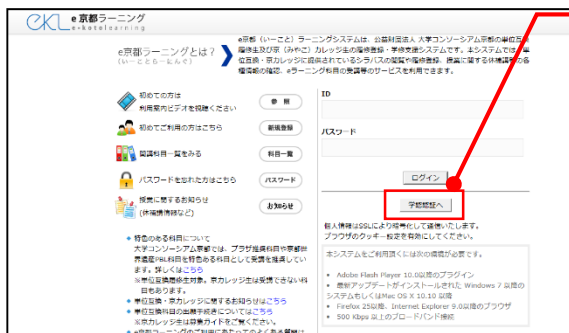 e京都ラーニング
e-kotolearning
e京都ラーニングとは？
(いーことらーにんぐ)
e京都（いーこと）ラーニングシステムは、公益財団法人 大学コンソーシアム京都の単位互換
履修生及び京（みやこ）カレッジ生の履修登録・学修支援システムです。本システムでは、単
位互換・京カレッジに提供されているシラバスの閲覧や履修登録、授業に関する休補講等の各
種情報の確認、eラーニング科目の受講等のサービスを利用できます。
初めての方は
利用案内ビデオを視聴ください
参 照
初めてご利用の方はこちら
新規登録
開講科目一覧をみる
科目一覧
パスワードを忘れた方はこちら
パスワード
授業に関するお知らせ
(休補講情報など)
お知らせ
ID
パスワード
ログイン
学認認証へ
個人情報はSSLにより暗号化して送信いたします。
ブラウザのクッキー設定を有効にしてください。
本システムをご利用頂くには次の環境が必要です。
Adobe Flash Player 10.0以降のプラグイン
最新アップデートがインストールされた Windows 7 以降の
システムもしくはMac OS X 10.10 以降
Firefox 25以降、Internet Explorer 9.0以降のブラウザ
500 Kbps 以上のブロードバンド接続
特色のある科目について
大学コンソーシアム京都では、プラザ推奨科目や京都世
界遺産PBL科目を特色ある科目として受講を推奨してい
ます。詳しくはこちら
※単位互換履修生対象。京カレッジ生は受講できない科
目もあります。
単位互換・京カレッジに関するお知らせはこちら
単位互換科目の出願手続きについてはこちら
※京カレッジ生は募集ガイドをご覧ください。